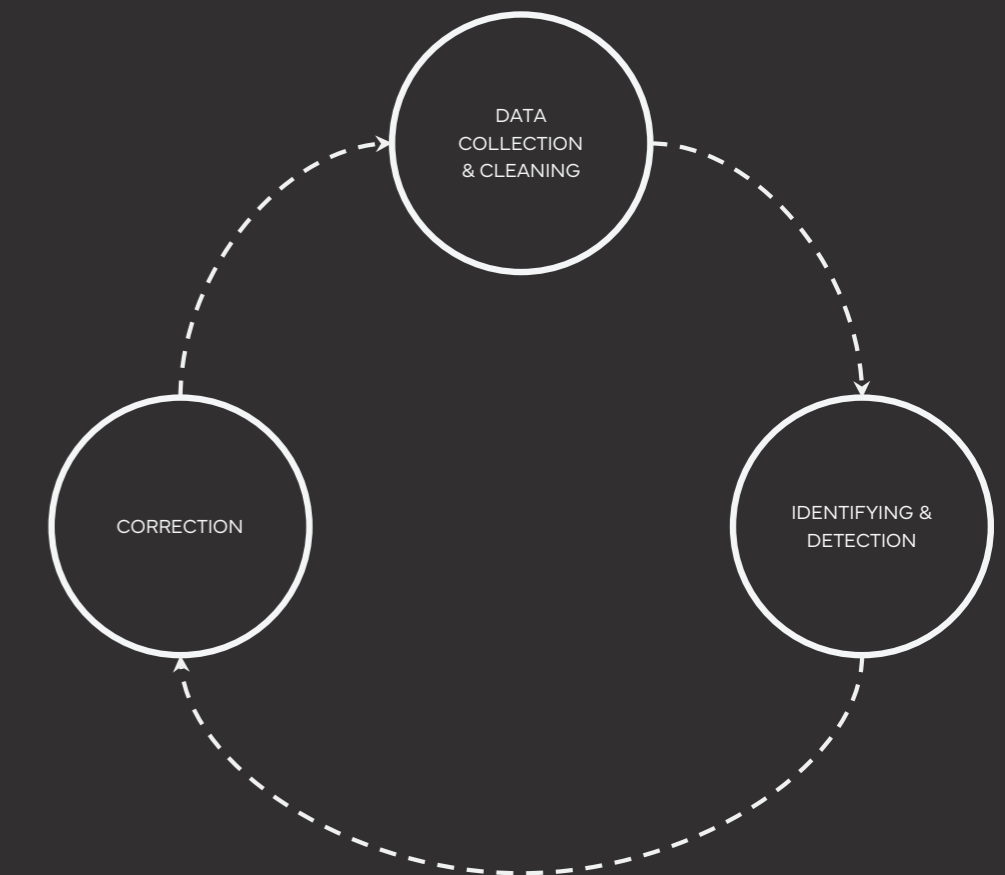 DATA
COLLECTION
& CLEANING
CORRECTION
IDENTIFYING &
DETECTION